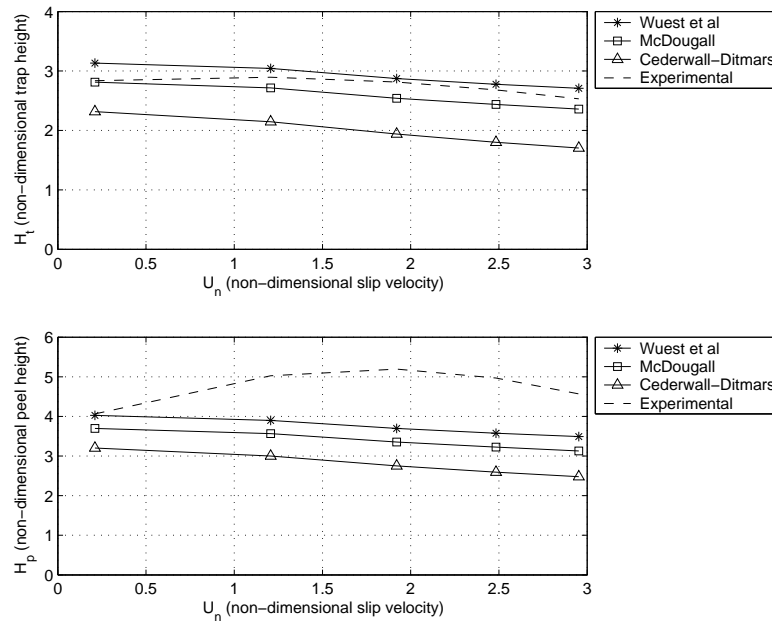 4
3
2
1
0
H_t (non-dimensional trap height)
0 0.5 1 1.5 2 2.5 3
U_n (non-dimensional slip velocity)
Wuest et al
McDougall
Cederwall-Ditmars
Experimental
6
5
4
3
2
1
0
H_p (non-dimensional peel height)
0 0.5 1 1.5 2 2.5 3
U_n (non-dimensional slip velocity)
Wuest et al
McDougall
Cederwall-Ditmars
Experimental